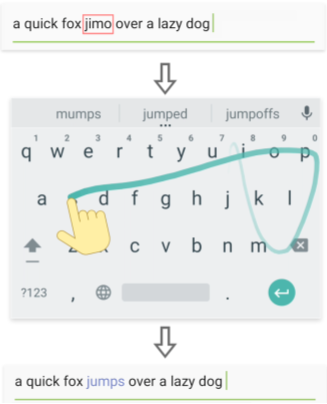 a quick fox jimo over a lazy dog
mumps jumped jumpoffs
1 2 3 4 5 6 7 8 9 0
q w e r t y u i o p
a d f g h j k l
z c v b n m
?123 , .
a quick fox jumps over a lazy dog